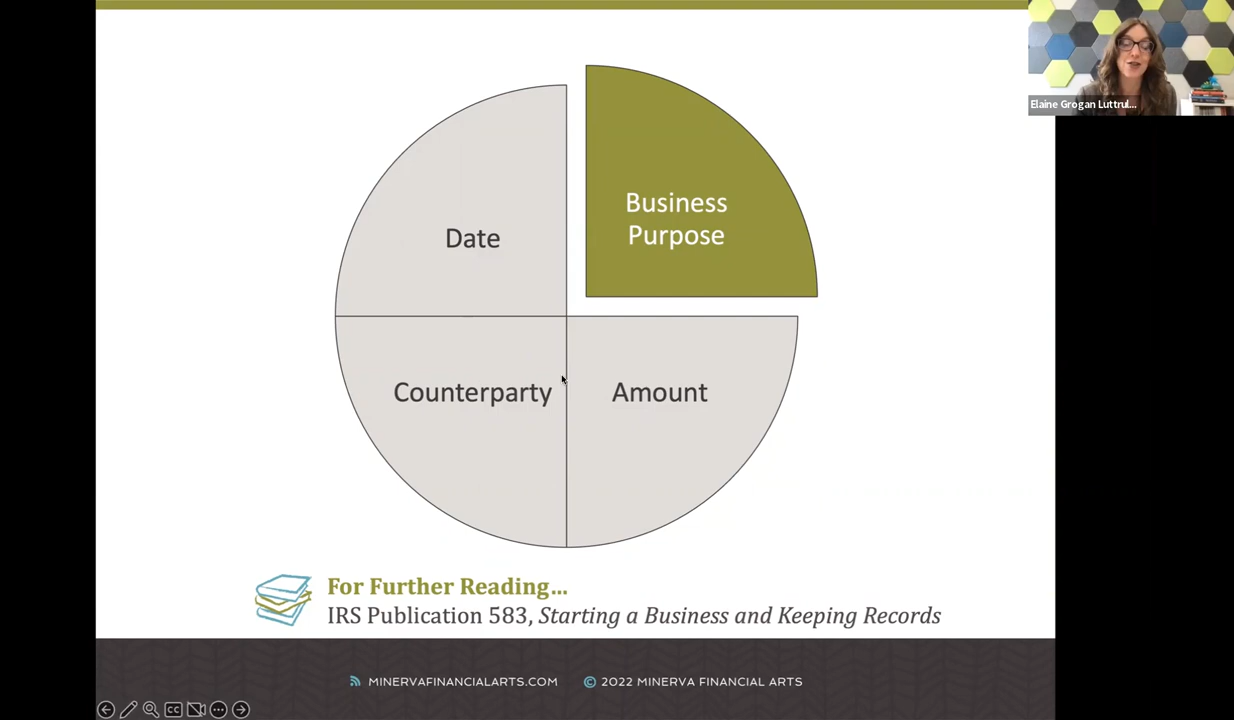 Elaine Grogan Luttrul...
Business
Purpose
Date
Counterparty
Amount
For Further Reading...
IRS Publication 583, Starting a Business and Keeping Records
MINERVAFINANCIALARTS.COM © 2022 MINERVA FINANCIAL ARTS
CC